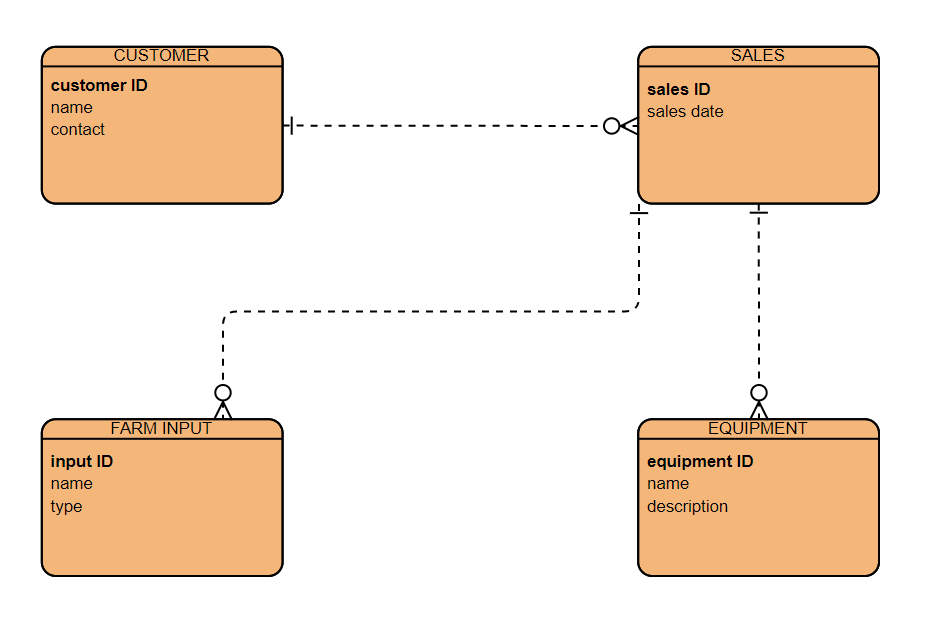 CUSTOMER
customer ID
name
contact
SALES
sales ID
sales date
FARM INPUT
input ID
name
type
EQUIPMENT
equipment ID
name
description